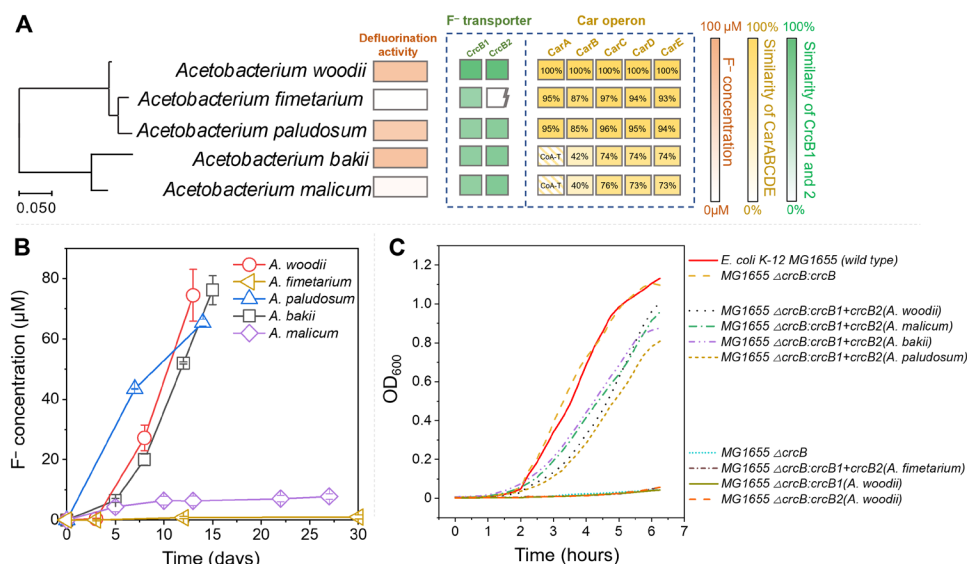 A
F⁻ transporter
Car operon
Defluorination
activity
CrcB1
CrcB2
CarA
CarB
CarC
CarD
CarE
Acetobacterium woodii
100% 100% 100% 100% 100%
Acetobacterium fimetarium
95% 87% 97% 94% 93%
Acetobacterium paludosum
95% 85% 96% 95% 94%
Acetobacterium bakii
CoA-T 42% 74% 74% 74%
Acetobacterium malicum
CoA-T 40% 76% 73% 73%
0.050
100 µM
F⁻ concentration
0µM
100%
Similarity of CarABCDE
0%
100%
Similarity of CrcB1 and 2
0%
B
F⁻ concentration (µM)
80
60
40
20
0
0 5 10 15 20 25 30
Time (days)
A. woodii
A. fimetarium
A. paludosum
A. bakii
A. malicum
C
OD600
1.2
1.0
0.8
0.6
0.4
0.2
0
0 1 2 3 4 5 6 7
Time (hours)
E. coli K-12 MG1655 (wild type)
MG1655 ΔcrcB:crcB
MG1655 ΔcrcB:crcB1+crcB2(A. woodii)
MG1655 ΔcrcB:crcB1+crcB2(A. malicum)
MG1655 ΔcrcB:crcB1+crcB2(A. bakii)
MG1655 ΔcrcB:crcB1+crcB2(A. paludosum)
MG1655 ΔcrcB
MG1655 ΔcrcB:crcB1+crcB2(A. fimetarium)
MG1655 ΔcrcB:crcB1(A. woodii)
MG1655 ΔcrcB:crcB2(A. woodii)